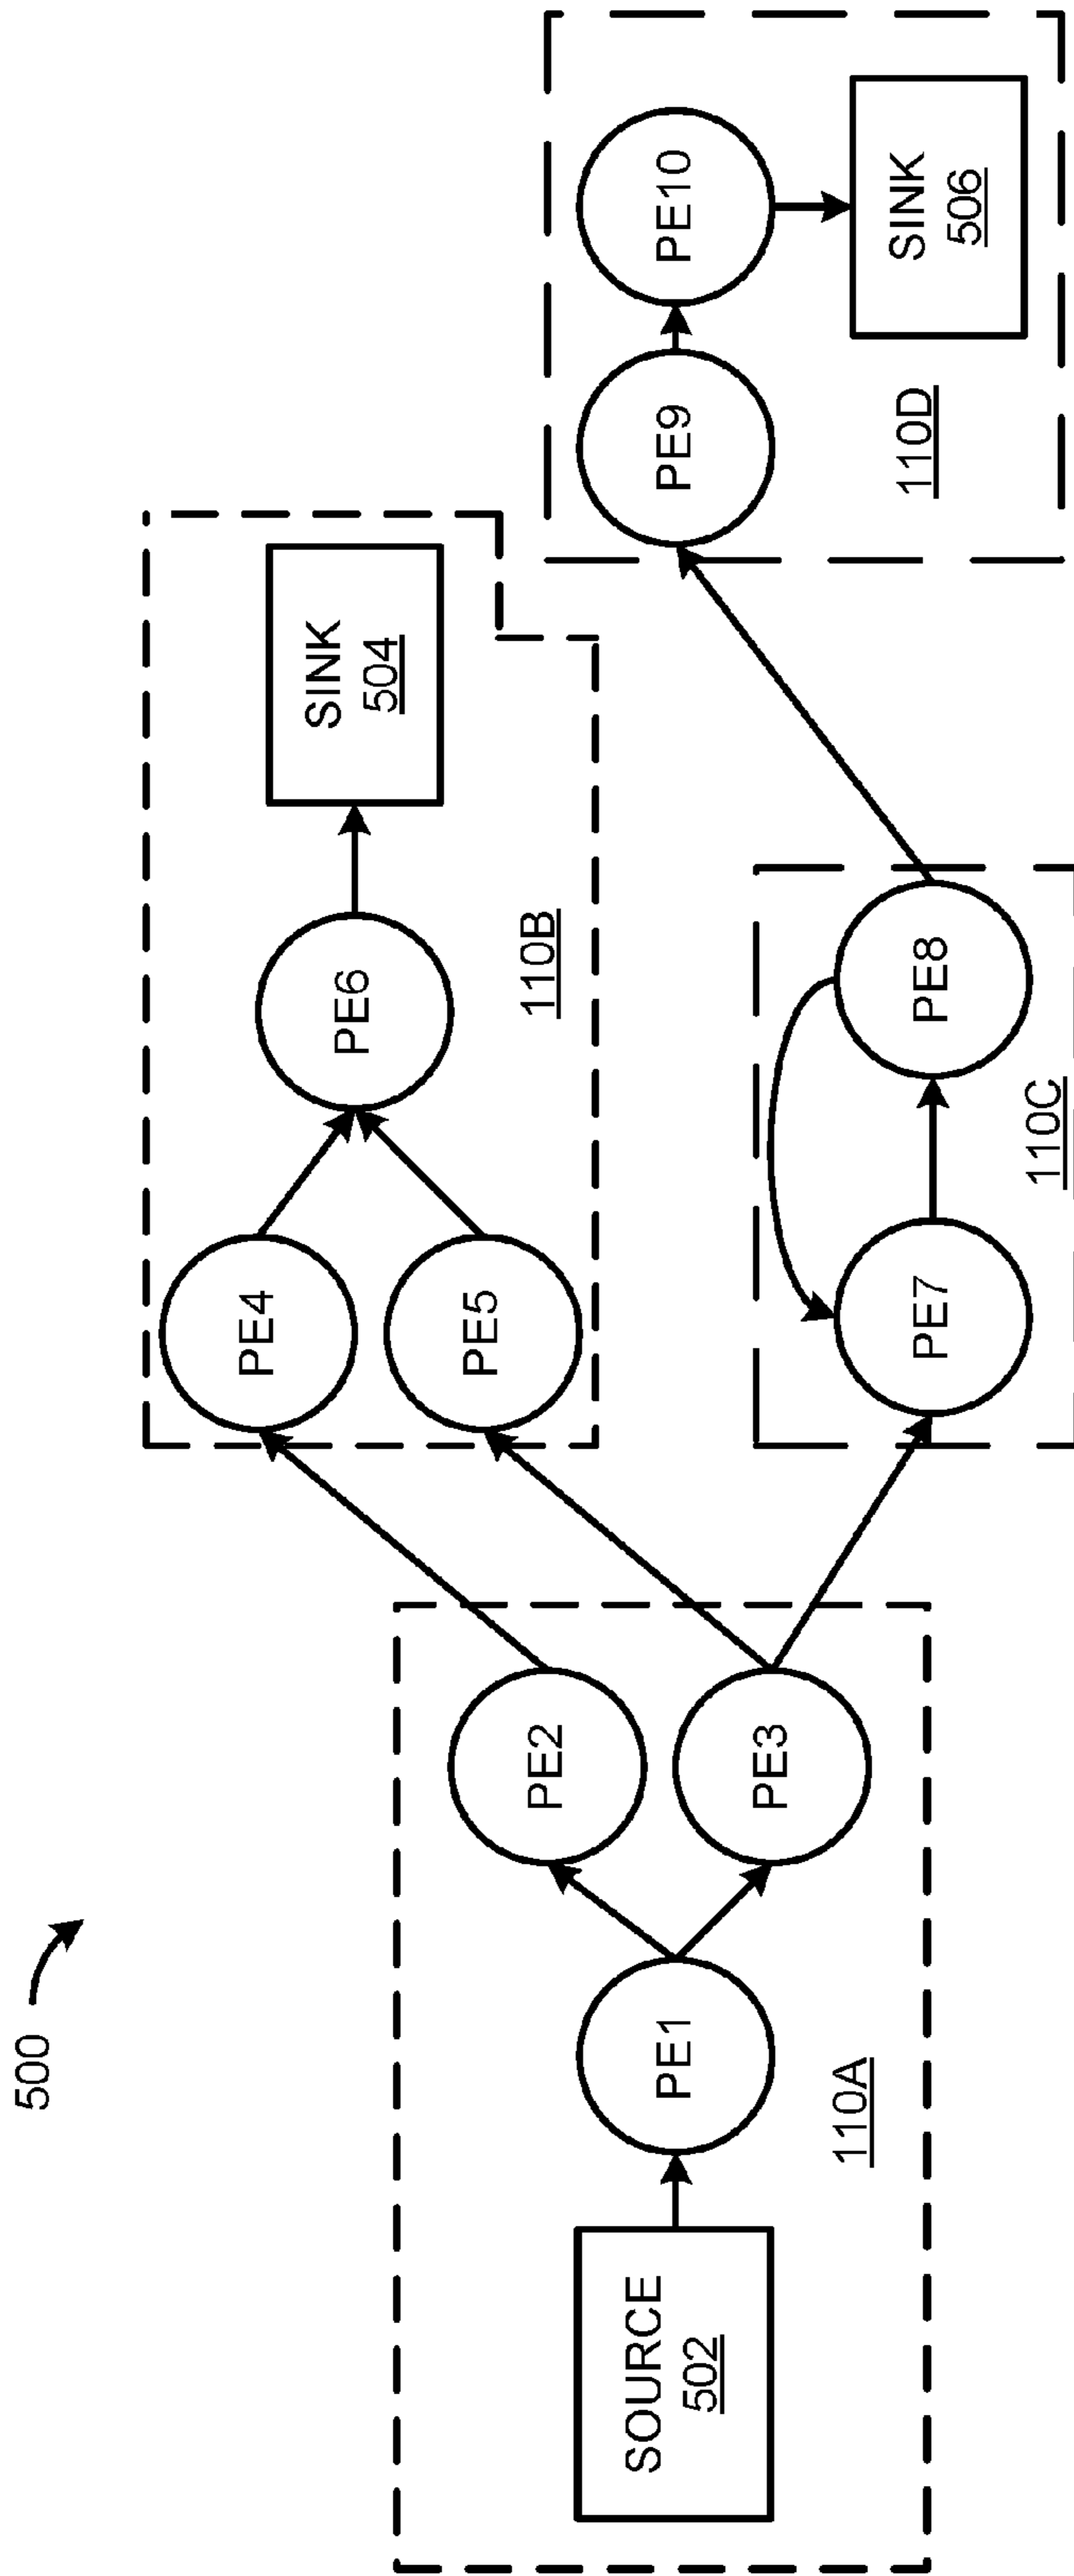 500
SOURCE
502
PE1
PE2
PE3
110A
PE4
PE5
PE6
SINK
504
110B
PE7
PE8
110C
PE9
PE10
SINK
506
110D